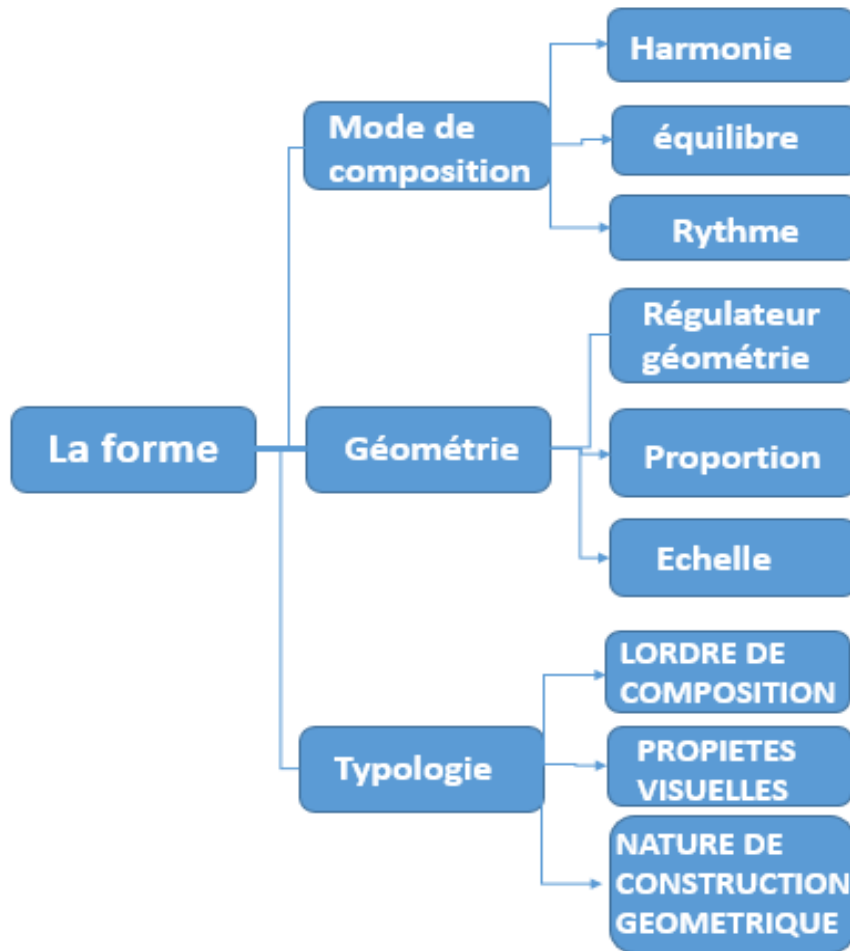 Harmonie
Mode de
composition
équilibre
Rythme
Régulateur
géométrie
La forme
Géométrie
Proportion
Echelle
LORDRE DE
COMPOSITION
Typologie
PROPIETES
VISUELLES
NATURE DE
CONSTRUCTION
GEOMETRIQUE